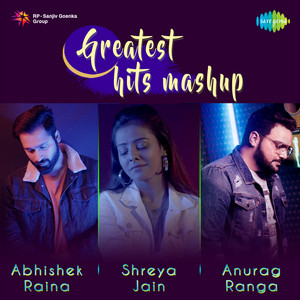 RP-Sanjiv Goenka
Group
SAREGAMA
Greatest
hits mashup
Abhishek
Raina
Shreya
Jain
Anurag
Ranga